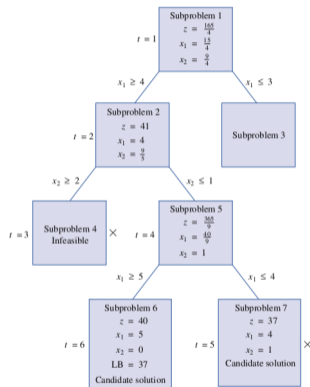 Subproblem 1
z = 165/4
t = 1
x₁ = 15/4
x₂ = 9/4
x₁ ≥ 4
x₁ ≤ 3
Subproblem 2
z = 41
t = 2
x₁ = 4
x₂ = 9/5
Subproblem 3
x₂ ≥ 2
x₂ ≤ 1
t = 3
Subproblem 4
Infeasible
×
t = 4
Subproblem 5
z = 365/9
x₁ = 40/9
x₂ = 1
x₁ ≥ 5
x₁ ≤ 4
t = 6
Subproblem 6
z = 40
x₁ = 5
x₂ = 0
LB = 37
Candidate solution
t = 5
Subproblem 7
z = 37
x₁ = 4
x₂ = 1
Candidate solution
×